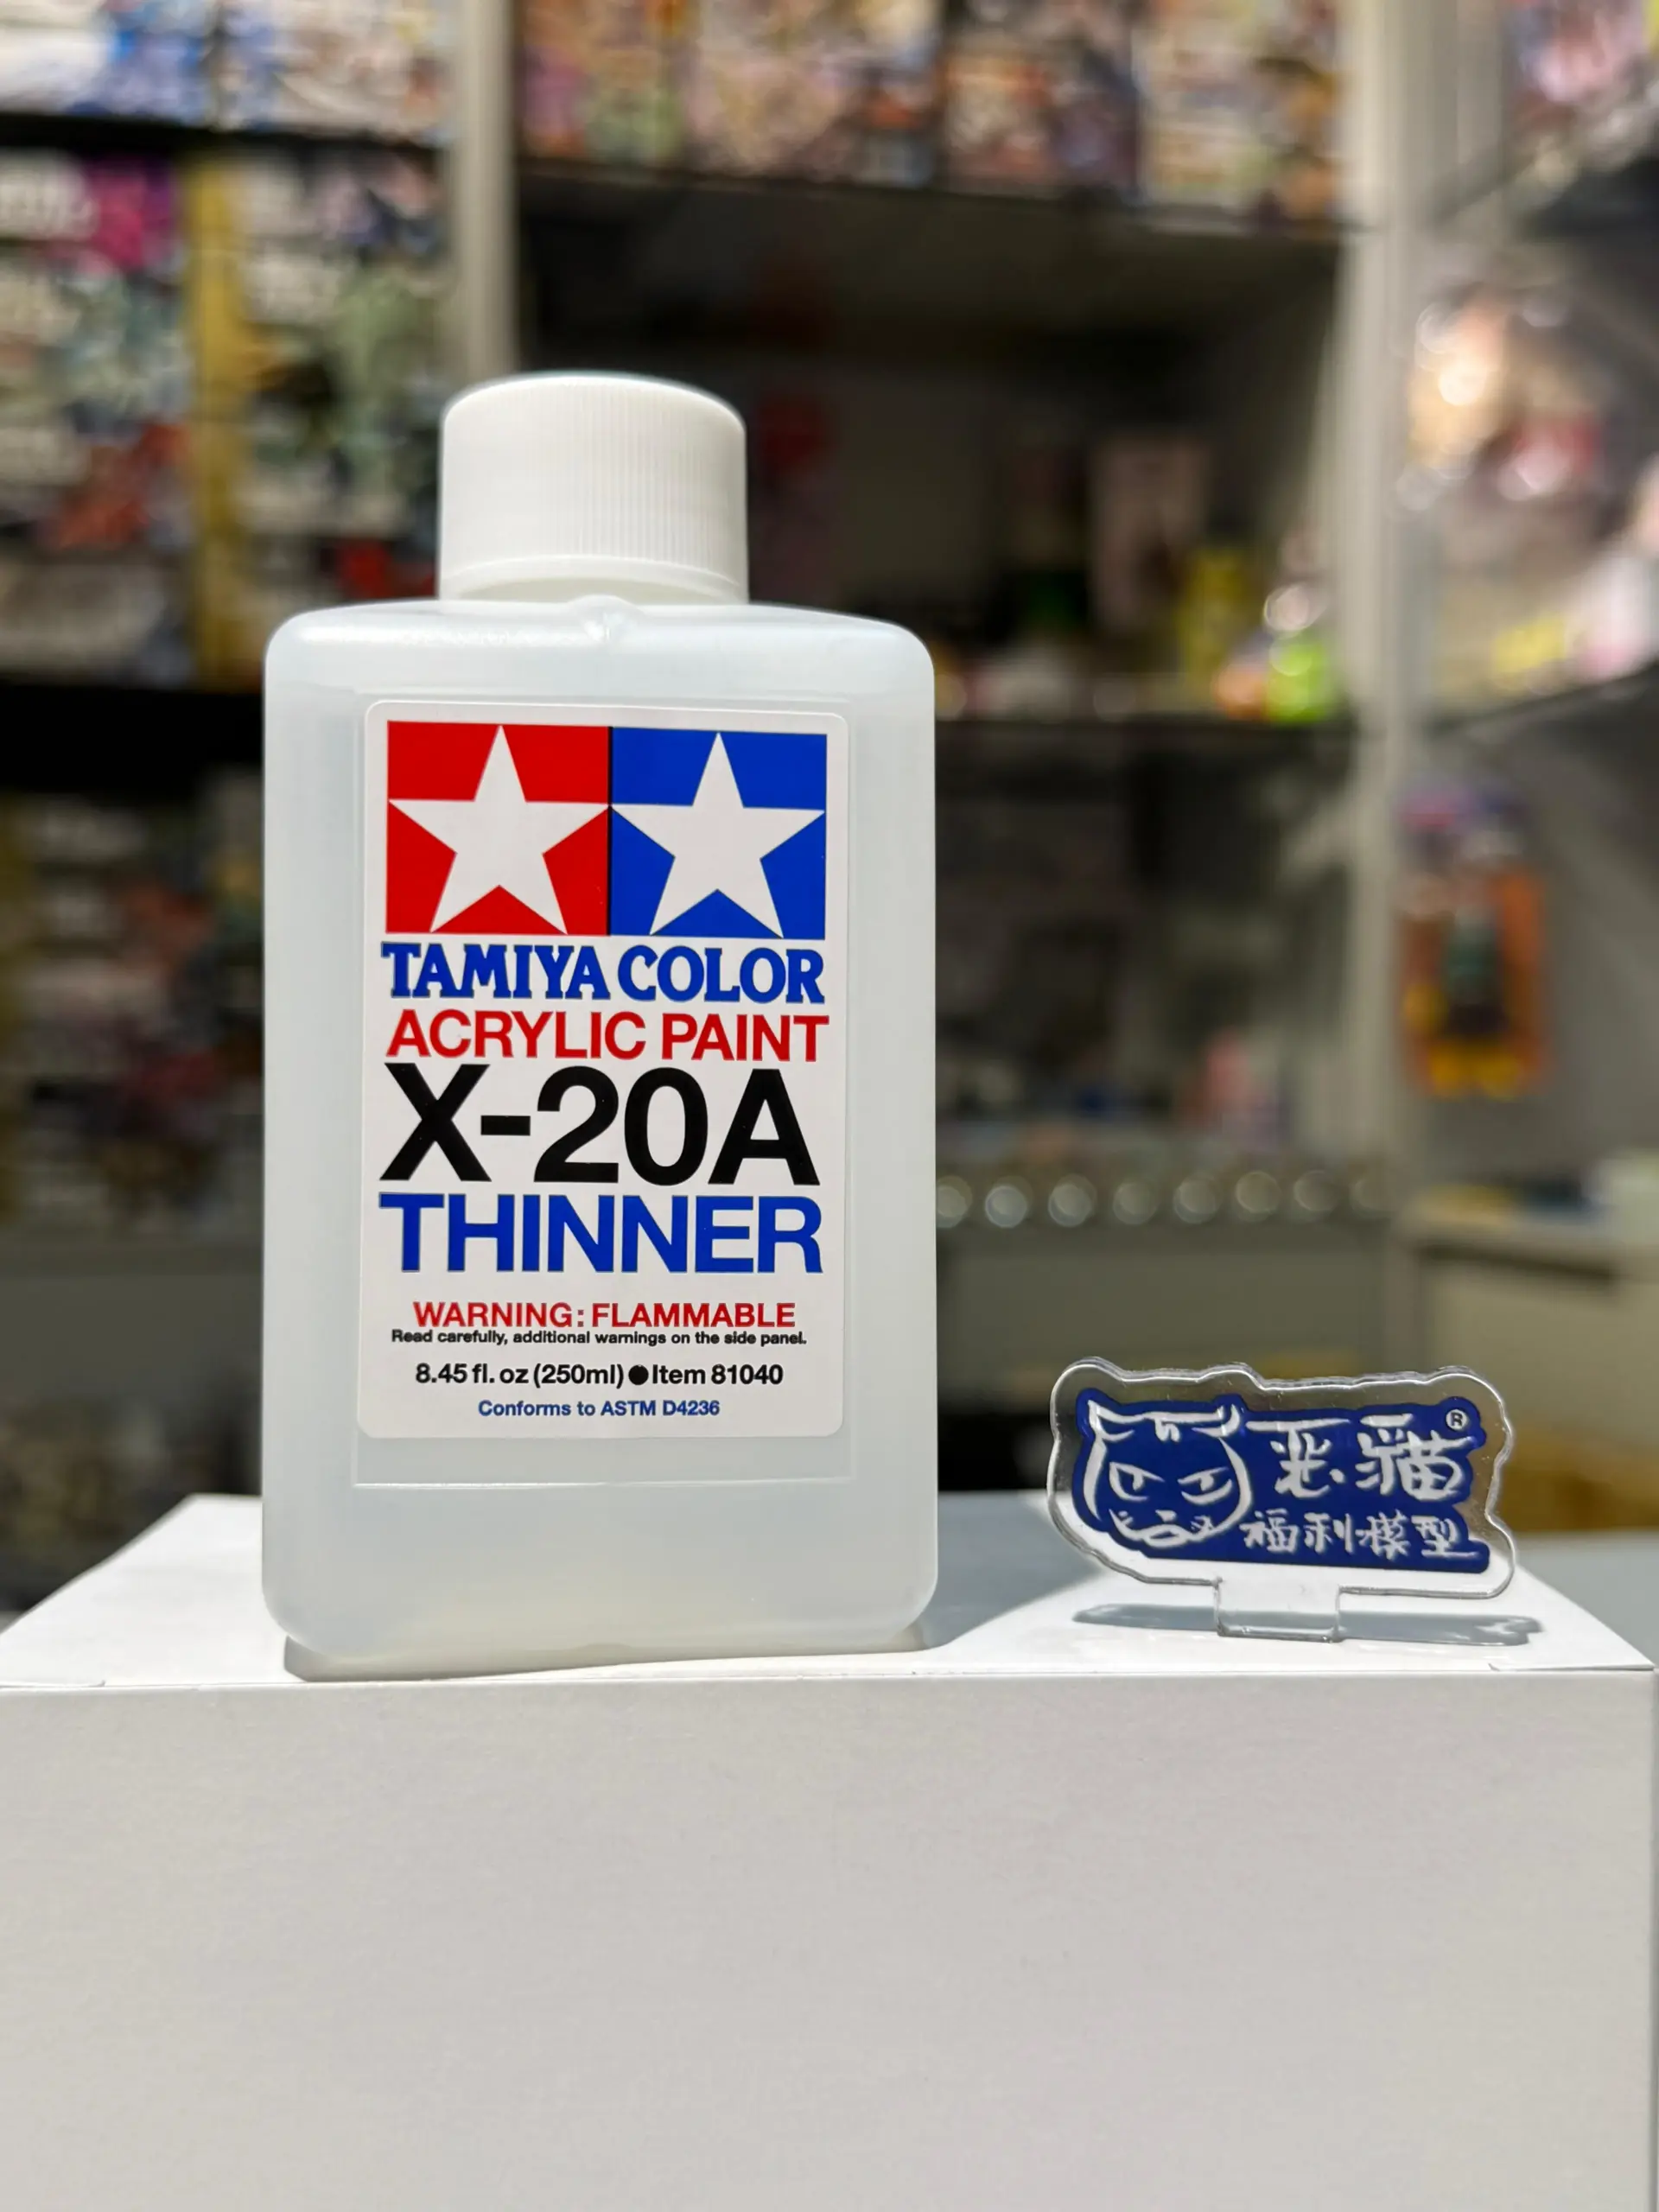 TAMIYA COLOR
ACRYLIC PAINT
X-20A
THINNER
WARNING: FLAMMABLE
Read carefully, additional warnings on the side panel.
8.45 fl. oz (250ml) ● Item 81040
Conforms to ASTM D4236
恶貓®
福利模型